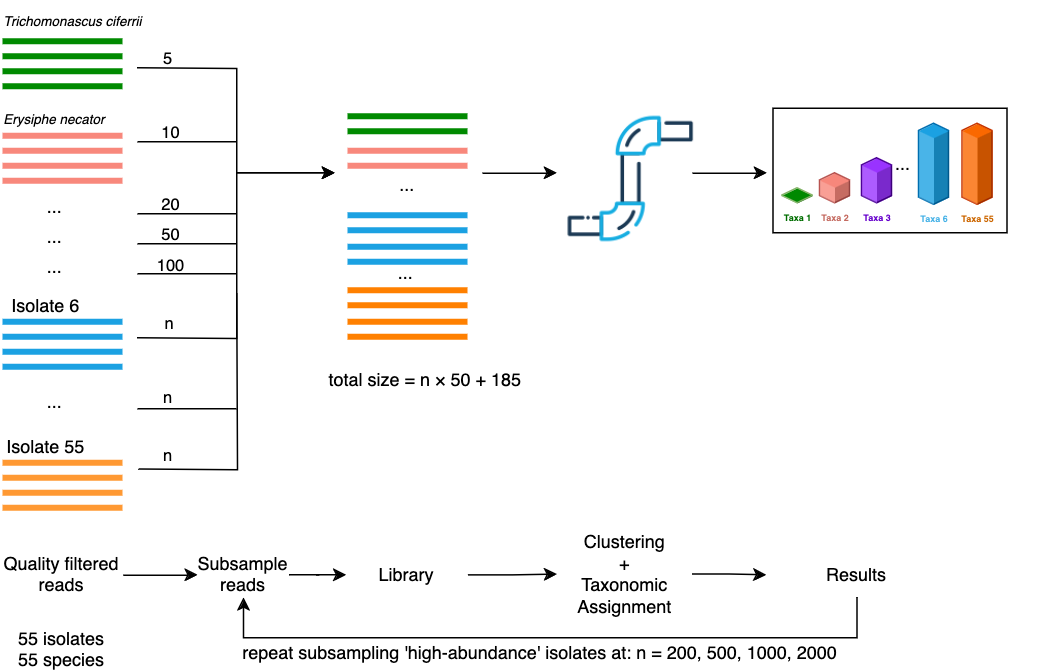 Trichomonascus ciferrii
5
Erysiphe necator
10
...
20
...
50
...
100
Isolate 6
n
...
n
Isolate 55
n
...
...
total size = n × 50 + 185
...
Taxa 1 Taxa 2 Taxa 3 Taxa 6 Taxa 55
Quality filtered
reads
Subsample
reads
Library
Clustering
+
Taxonomic
Assignment
Results
55 isolates
55 species
repeat subsampling 'high-abundance' isolates at: n = 200, 500, 1000, 2000